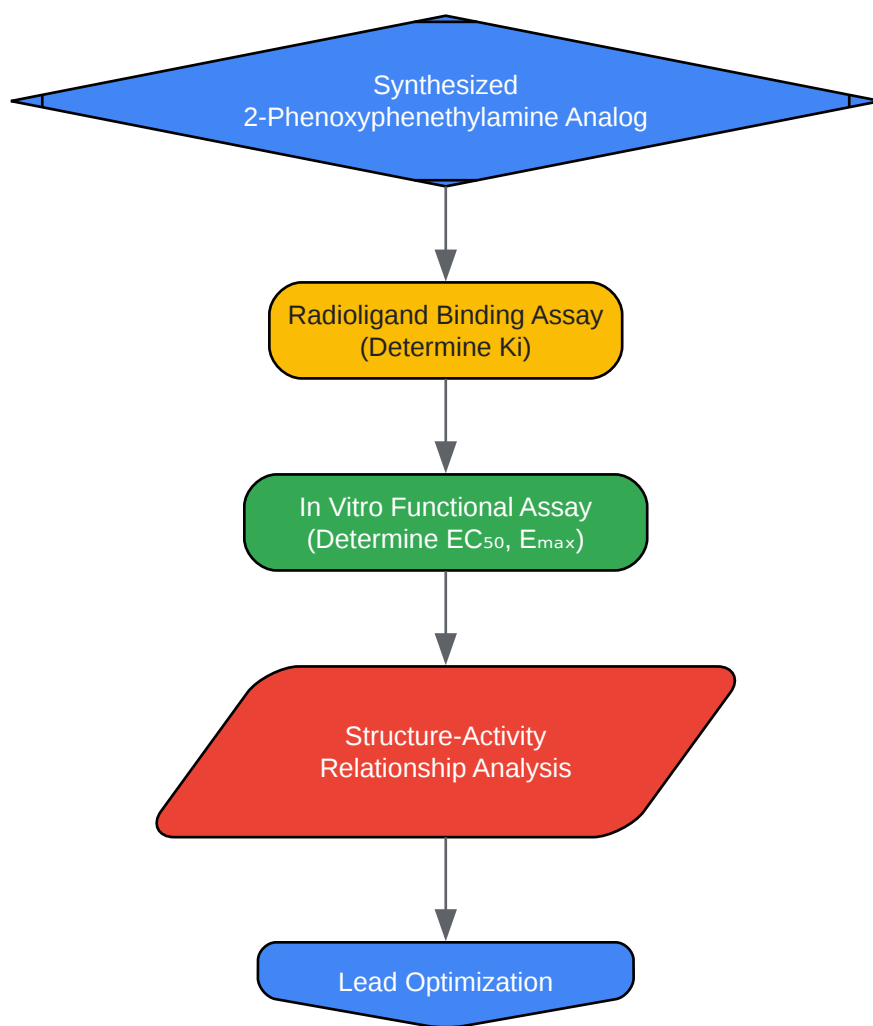 Synthesized
2-Phenoxyphenethylamine Analog
Radioligand Binding Assay
(Determine Ki)
In Vitro Functional Assay
(Determine EC₅₀, Eₘₐₓ)
Structure-Activity
Relationship Analysis
Lead Optimization